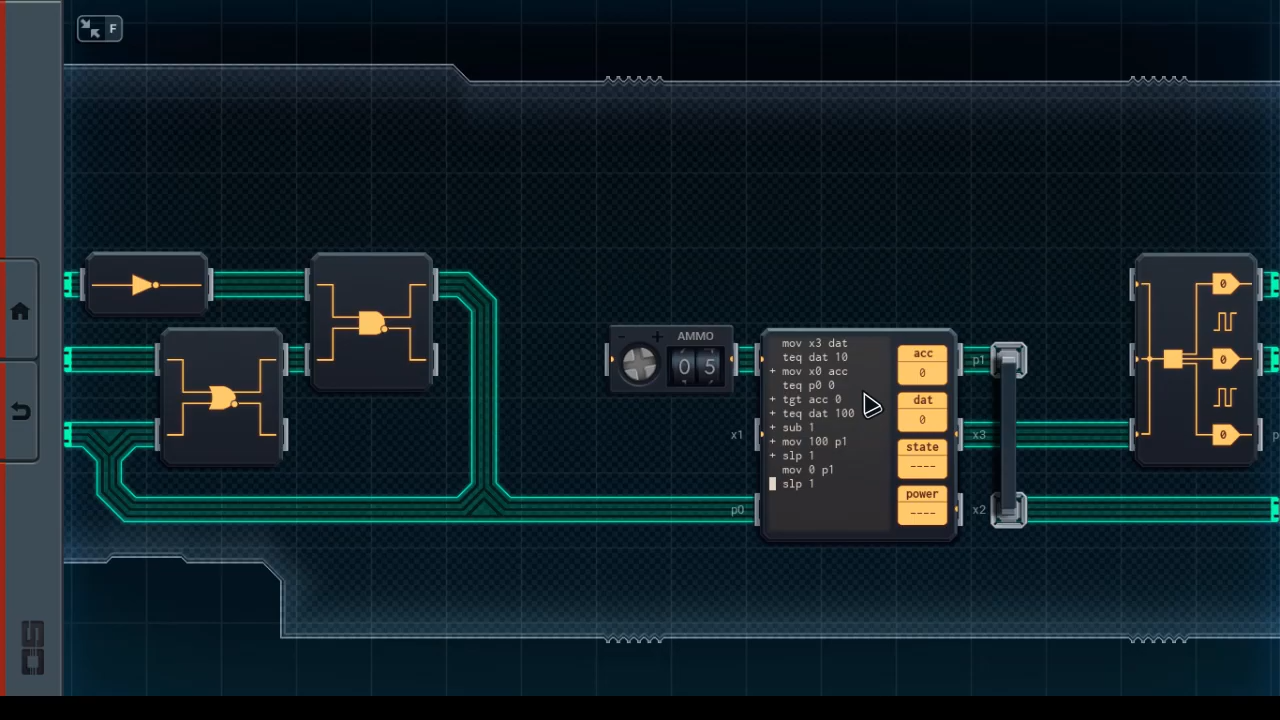 F
AMMO
- +
0 5
mov x3 dat
teq dat 10
+ mov x0 acc
teq p0 0
+ tgt acc 0
+ teq dat 100
+ sub 1
+ mov 100 p1
+ slp 1
mov 0 p1
slp 1
acc
0
dat
0
state
----
power
----
p1
x1
x3
p0
x2
0
0
0
p
OS